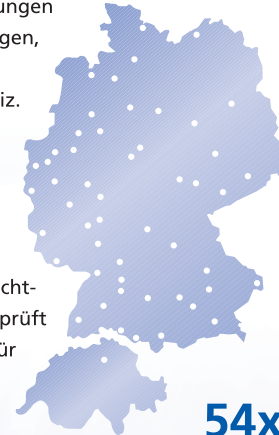 ungen
gen,
iz.
cht-
prüft
ür
54x